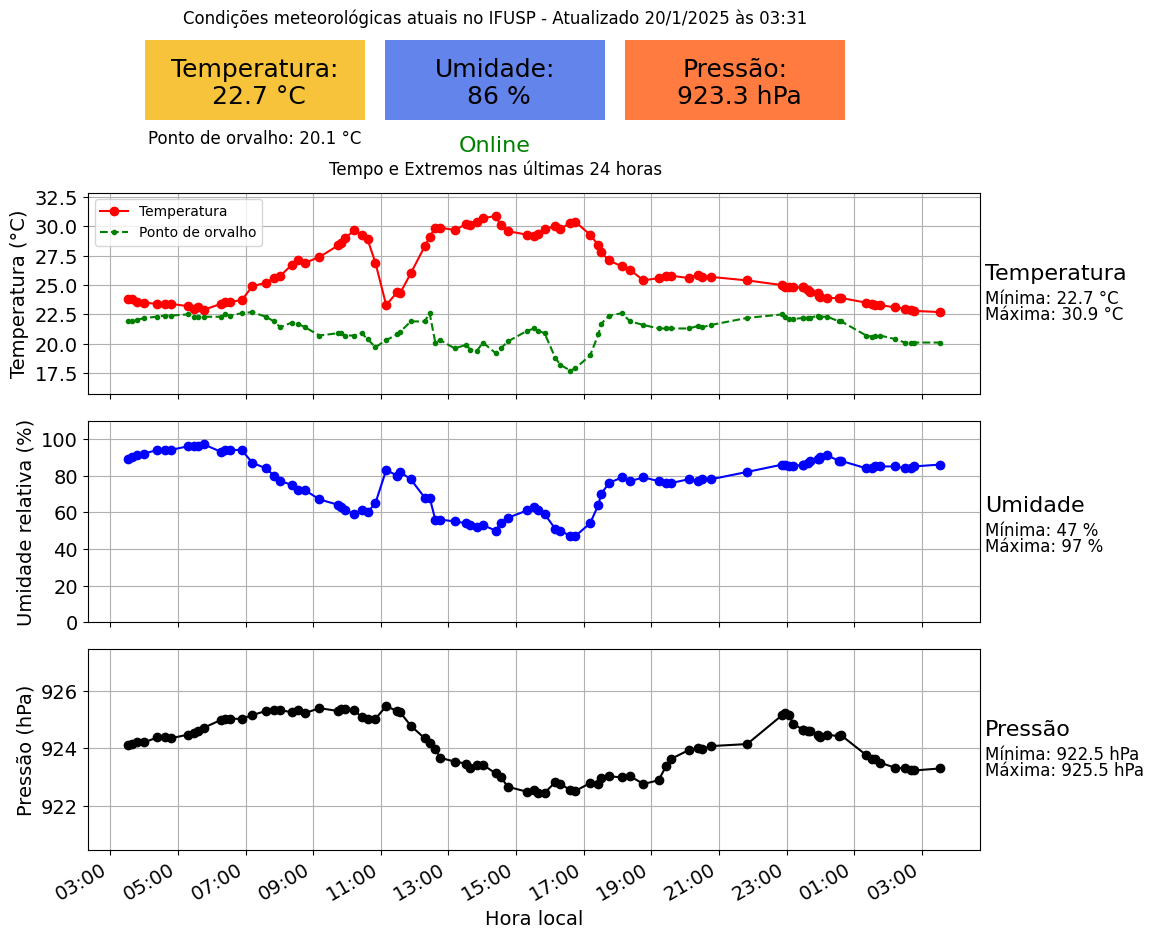 Condições meteorológicas atuais no IFUSP - Atualizado 20/1/2025 às 03:31
Temperatura:
22.7 °C
Umidade:
86 %
Pressão:
923.3 hPa
Ponto de orvalho: 20.1 °C
Online
Tempo e Extremos nas últimas 24 horas
Temperatura (°C)
32.5
30.0
27.5
25.0
22.5
20.0
17.5
Temperatura
Ponto de orvalho
Temperatura
Mínima: 22.7 °C
Máxima: 30.9 °C
Umidade relativa (%)
100
80
60
40
20
0
Umidade
Mínima: 47 %
Máxima: 97 %
Pressão (hPa)
926
924
922
Pressão
Mínima: 922.5 hPa
Máxima: 925.5 hPa
03:00
05:00
07:00
09:00
11:00
13:00
15:00
17:00
19:00
21:00
23:00
01:00
03:00
Hora local